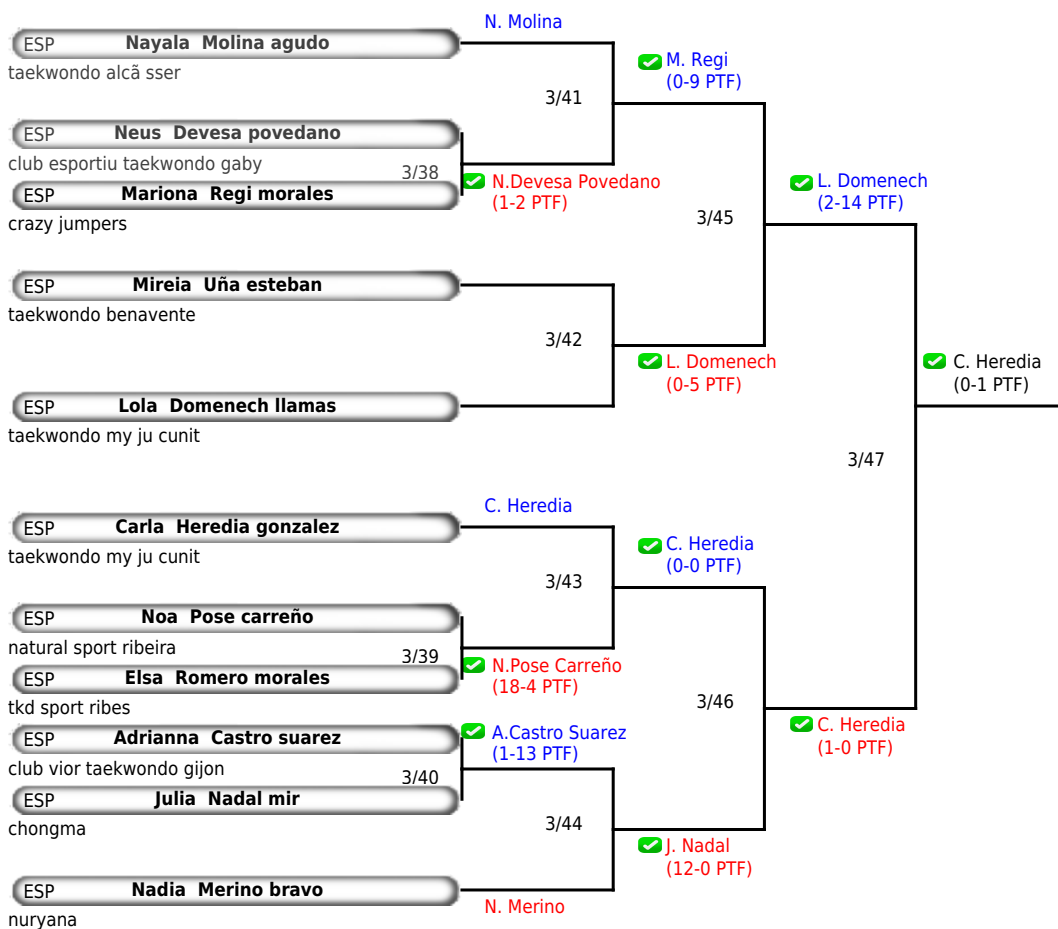 N. Molina
ESP Nayala Molina agudo
taekwondo alcã sser
M. Regi
(0-9 PTF)
3/41
ESP Neus Devesa povedano
club esportiu taekwondo gaby
3/38
N.Devesa Povedano
(1-2 PTF)
ESP Mariona Regi morales
crazy jumpers
L. Domenech
(2-14 PTF)
3/45
ESP Mireia Uña esteban
taekwondo benavente
3/42
L. Domenech
(0-5 PTF)
C. Heredia
(0-1 PTF)
ESP Lola Domenech llamas
taekwondo my ju cunit
3/47
C. Heredia
ESP Carla Heredia gonzalez
taekwondo my ju cunit
C. Heredia
(0-0 PTF)
3/43
ESP Noa Pose carreño
natural sport ribeira
3/39
N.Pose Carreño
(18-4 PTF)
ESP Elsa Romero morales
tkd sport ribes
3/46
C. Heredia
(1-0 PTF)
ESP Adrianna Castro suarez
club vior taekwondo gijon
A.Castro Suarez
(1-13 PTF)
3/40
ESP Julia Nadal mir
chongma
3/44
J. Nadal
(12-0 PTF)
ESP Nadia Merino bravo
N. Merino
nuryana